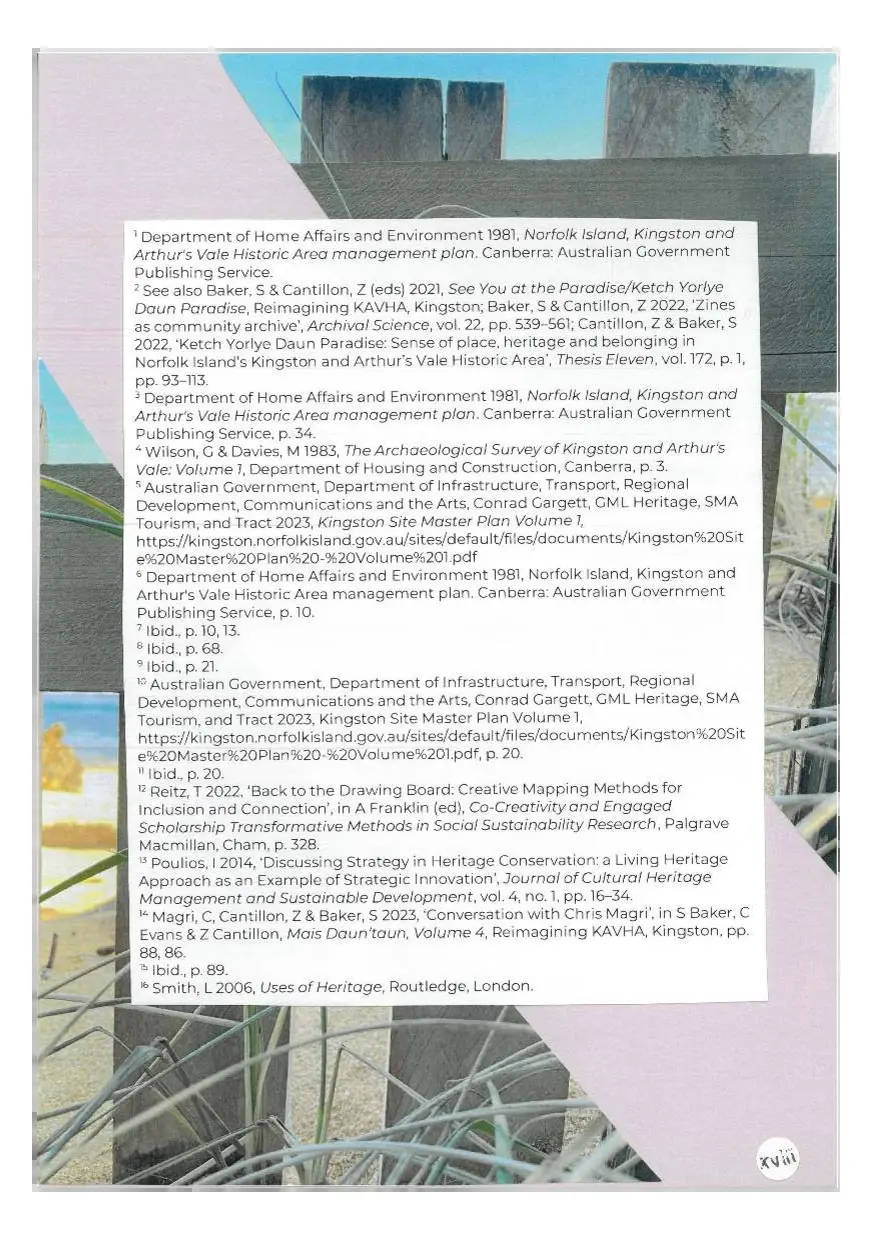 ¹ Department of Home Affairs and Environment 1981, Norfolk Island, Kingston and
Arthur's Vale Historic Area management plan. Canberra: Australian Government
Publishing Service.
² See also Baker, S & Cantillon, Z (eds) 2021, See You at the Paradise/Ketch Yorlye
Daun Paradise, Reimagining KAVHA, Kingston; Baker, S & Cantillon, Z 2022, 'Zines
as community archive', Archival Science, vol. 22, pp. 539–561; Cantillon, Z & Baker, S
2022, 'Ketch Yorlye Daun Paradise: Sense of place, heritage and belonging in
Norfolk Island's Kingston and Arthur's Vale Historic Area', Thesis Eleven, vol. 172, p. 1,
pp. 93–113.
³ Department of Home Affairs and Environment 1981, Norfolk Island, Kingston and
Arthur's Vale Historic Area management plan. Canberra: Australian Government
Publishing Service, p. 34.
⁴ Wilson, G & Davies, M 1983, The Archaeological Survey of Kingston and Arthur's
Vale: Volume 1, Department of Housing and Construction, Canberra, p. 3.
⁵ Australian Government, Department of Infrastructure, Transport, Regional
Development, Communications and the Arts, Conrad Gargett, GML Heritage, SMA
Tourism, and Tract 2023, Kingston Site Master Plan Volume 1,
https://kingston.norfolkisland.gov.au/sites/default/files/documents/Kingston%20Sit
e%20Master%20Plan%20-%20Volume%201.pdf
⁶ Department of Home Affairs and Environment 1981, Norfolk Island, Kingston and
Arthur's Vale Historic Area management plan. Canberra: Australian Government
Publishing Service, p. 10.
⁷ Ibid., p. 10, 13.
⁸ Ibid., p. 68.
⁹ Ibid., p. 21.
¹⁰ Australian Government, Department of Infrastructure, Transport, Regional
Development, Communications and the Arts, Conrad Gargett, GML Heritage, SMA
Tourism, and Tract 2023, Kingston Site Master Plan Volume 1,
https://kingston.norfolkisland.gov.au/sites/default/files/documents/Kingston%20Sit
e%20Master%20Plan%20-%20Volume%201.pdf, p. 20.
¹¹ Ibid., p. 20.
¹² Reitz, T 2022, 'Back to the Drawing Board: Creative Mapping Methods for
Inclusion and Connection', in A Franklin (ed), Co-Creativity and Engaged
Scholarship Transformative Methods in Social Sustainability Research, Palgrave
Macmillan, Cham, p. 328.
¹³ Poulios, I 2014, 'Discussing Strategy in Heritage Conservation: a Living Heritage
Approach as an Example of Strategic Innovation', Journal of Cultural Heritage
Management and Sustainable Development, vol. 4, no. 1, pp. 16–34.
¹⁴ Magri, C, Cantillon, Z & Baker, S 2023, 'Conversation with Chris Magri', in S Baker, C
Evans & Z Cantillon, Mais Daun'taun, Volume 4, Reimagining KAVHA, Kingston, pp.
88, 86.
¹⁵ Ibid., p. 89.
¹⁶ Smith, L 2006, Uses of Heritage, Routledge, London.
xviii